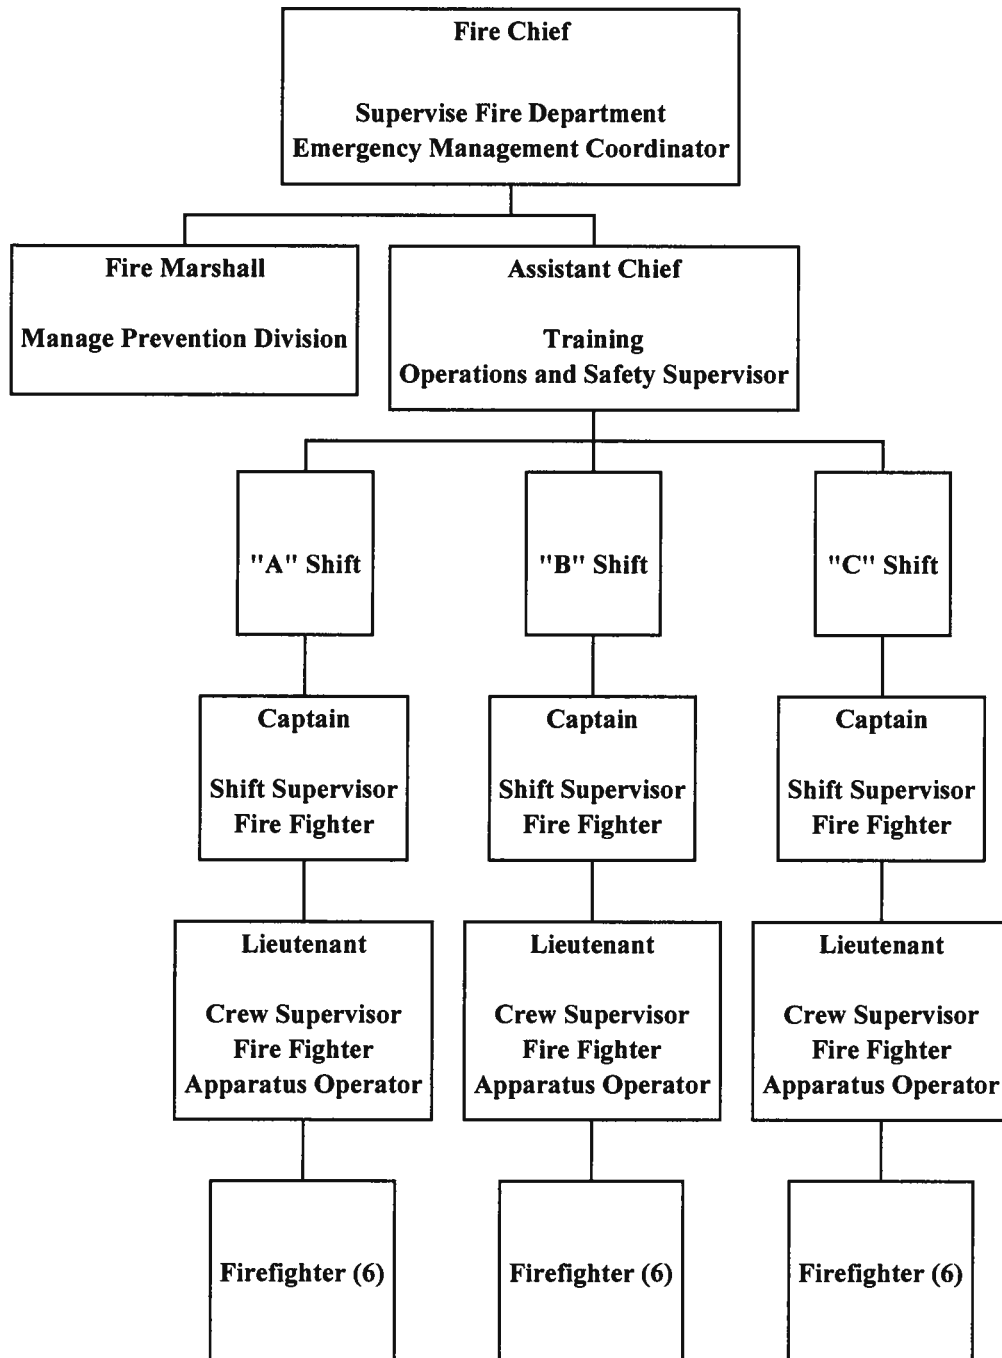 Fire Chief
Supervise Fire Department
Emergency Management Coordinator
Fire Marshall
Manage Prevention Division
Assistant Chief
Training
Operations and Safety Supervisor
"A" Shift
"B" Shift
"C" Shift
Captain
Shift Supervisor
Fire Fighter
Captain
Shift Supervisor
Fire Fighter
Captain
Shift Supervisor
Fire Fighter
Lieutenant
Crew Supervisor
Fire Fighter
Apparatus Operator
Lieutenant
Crew Supervisor
Fire Fighter
Apparatus Operator
Lieutenant
Crew Supervisor
Fire Fighter
Apparatus Operator
Firefighter (6)
Firefighter (6)
Firefighter (6)